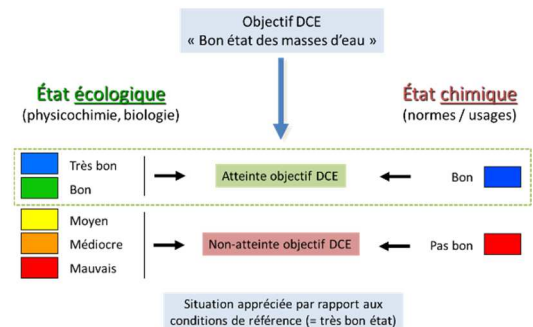 Objectif DCE
« Bon état des masses d'eau »
État écologique
(physicochimie, biologie)
État chimique
(normes / usages)
Très bon
Bon
Atteinte objectif DCE
Bon
Moyen
Médiocre
Mauvais
Non-atteinte objectif DCE
Pas bon
Situation appréciée par rapport aux
conditions de référence (= très bon état)